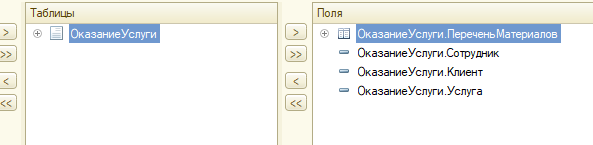 Таблицы
ОказаниеУслуги
>
>>
<
<<
Поля
ОказаниеУслуги.ПереченьМатериалов
ОказаниеУслуги.Сотрудник
ОказаниеУслуги.Клиент
ОказаниеУслуги.Услуга
>
>>
<
<<